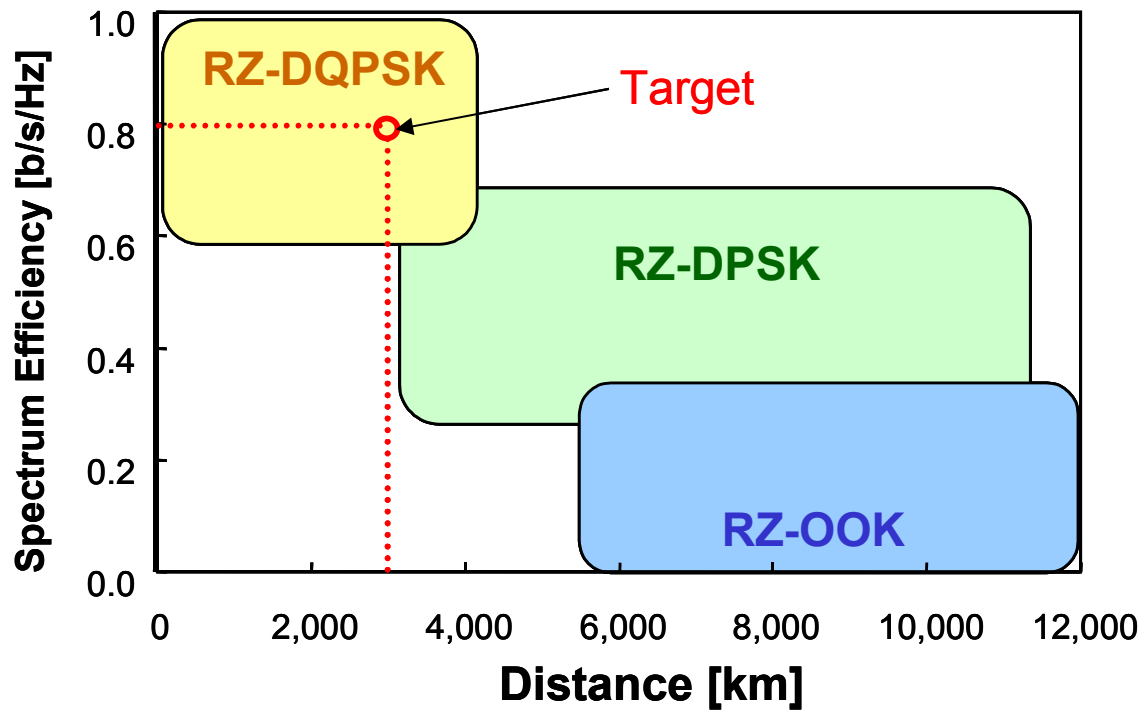 Spectrum Efficiency [b/s/Hz]
1.0
0.8
0.6
0.4
0.2
0.0
RZ-DQPSK
Target
RZ-DPSK
RZ-OOK
0 2,000 4,000 6,000 8,000 10,000 12,000
Distance [km]